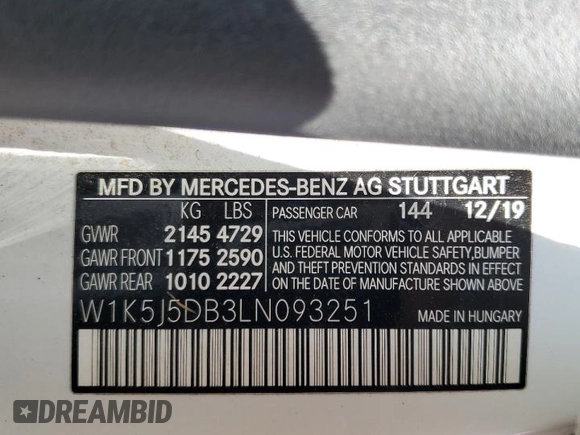 MFD BY MERCEDES-BENZ AG STUTTGART
KG LBS PASSENGER CAR 144 12/19
GVWR 2145 4729
GAWR FRONT 1175 2590
GAWR REAR 1010 2227
THIS VEHICLE CONFORMS TO ALL APPLICABLE
U.S. FEDERAL MOTOR VEHICLE SAFETY, BUMPER
AND THEFT PREVENTION STANDARDS IN EFFECT
ON THE DATE OF MANUFACTURE SHOWN ABOVE
W1K5J5DB3LN093251
MADE IN HUNGARY
DREAMBID